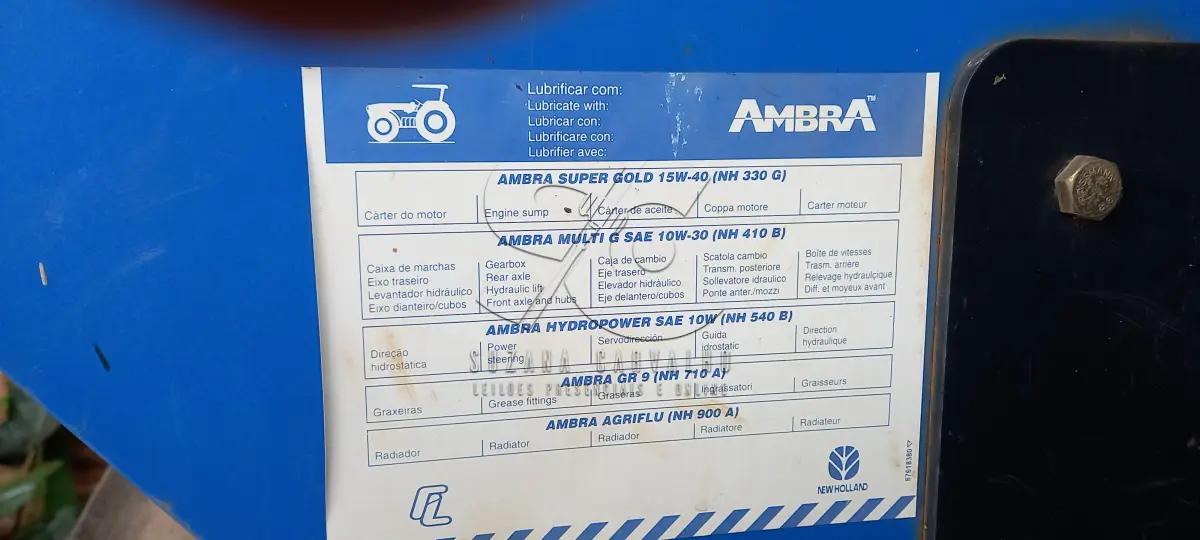 Lubrificar com:
Lubricate with:
Lubricar con:
Lubrificare con:
Lubrifier avec:
AMBRA™
AMBRA SUPER GOLD 15W-40 (NH 330 G)
Cárter do motor
Engine sump
Cárter de aceite
Coppa motore
Carter moteur
AMBRA MULTI G SAE 10W-30 (NH 410 B)
Caixa de marchas
Eixo traseiro
Levantador hidráulico
Eixo dianteiro/cubos
Gearbox
Rear axle
Hydraulic lift
Front axle and hubs
Caja de cambio
Eje trasero
Elevador hidráulico
Eje delantero/cubos
Scatola cambio
Transm. posteriore
Sollevatore idraulico
Ponte anter./mozzi
Boîte de vitesses
Trasm. arrière
Relevage hydraulçique
Diff. et moyeux avant
AMBRA HYDROPOWER SAE 10W (NH 540 B)
Direção
hidrostática
Power
steering
Servodirección
Guida
idrostatic
Direction
hydraulique
AMBRA GR 9 (NH 710 A)
Graxeiras
Grease fittings
Graseras
Ingrassatori
Graisseurs
AMBRA AGRIFLU (NH 900 A)
Radiador
Radiator
Radiador
Radiatore
Radiateur
NEW HOLLAND
87618380
SUZANA CARVALHO
LEILÕES PRESENCIAIS E ONLINE